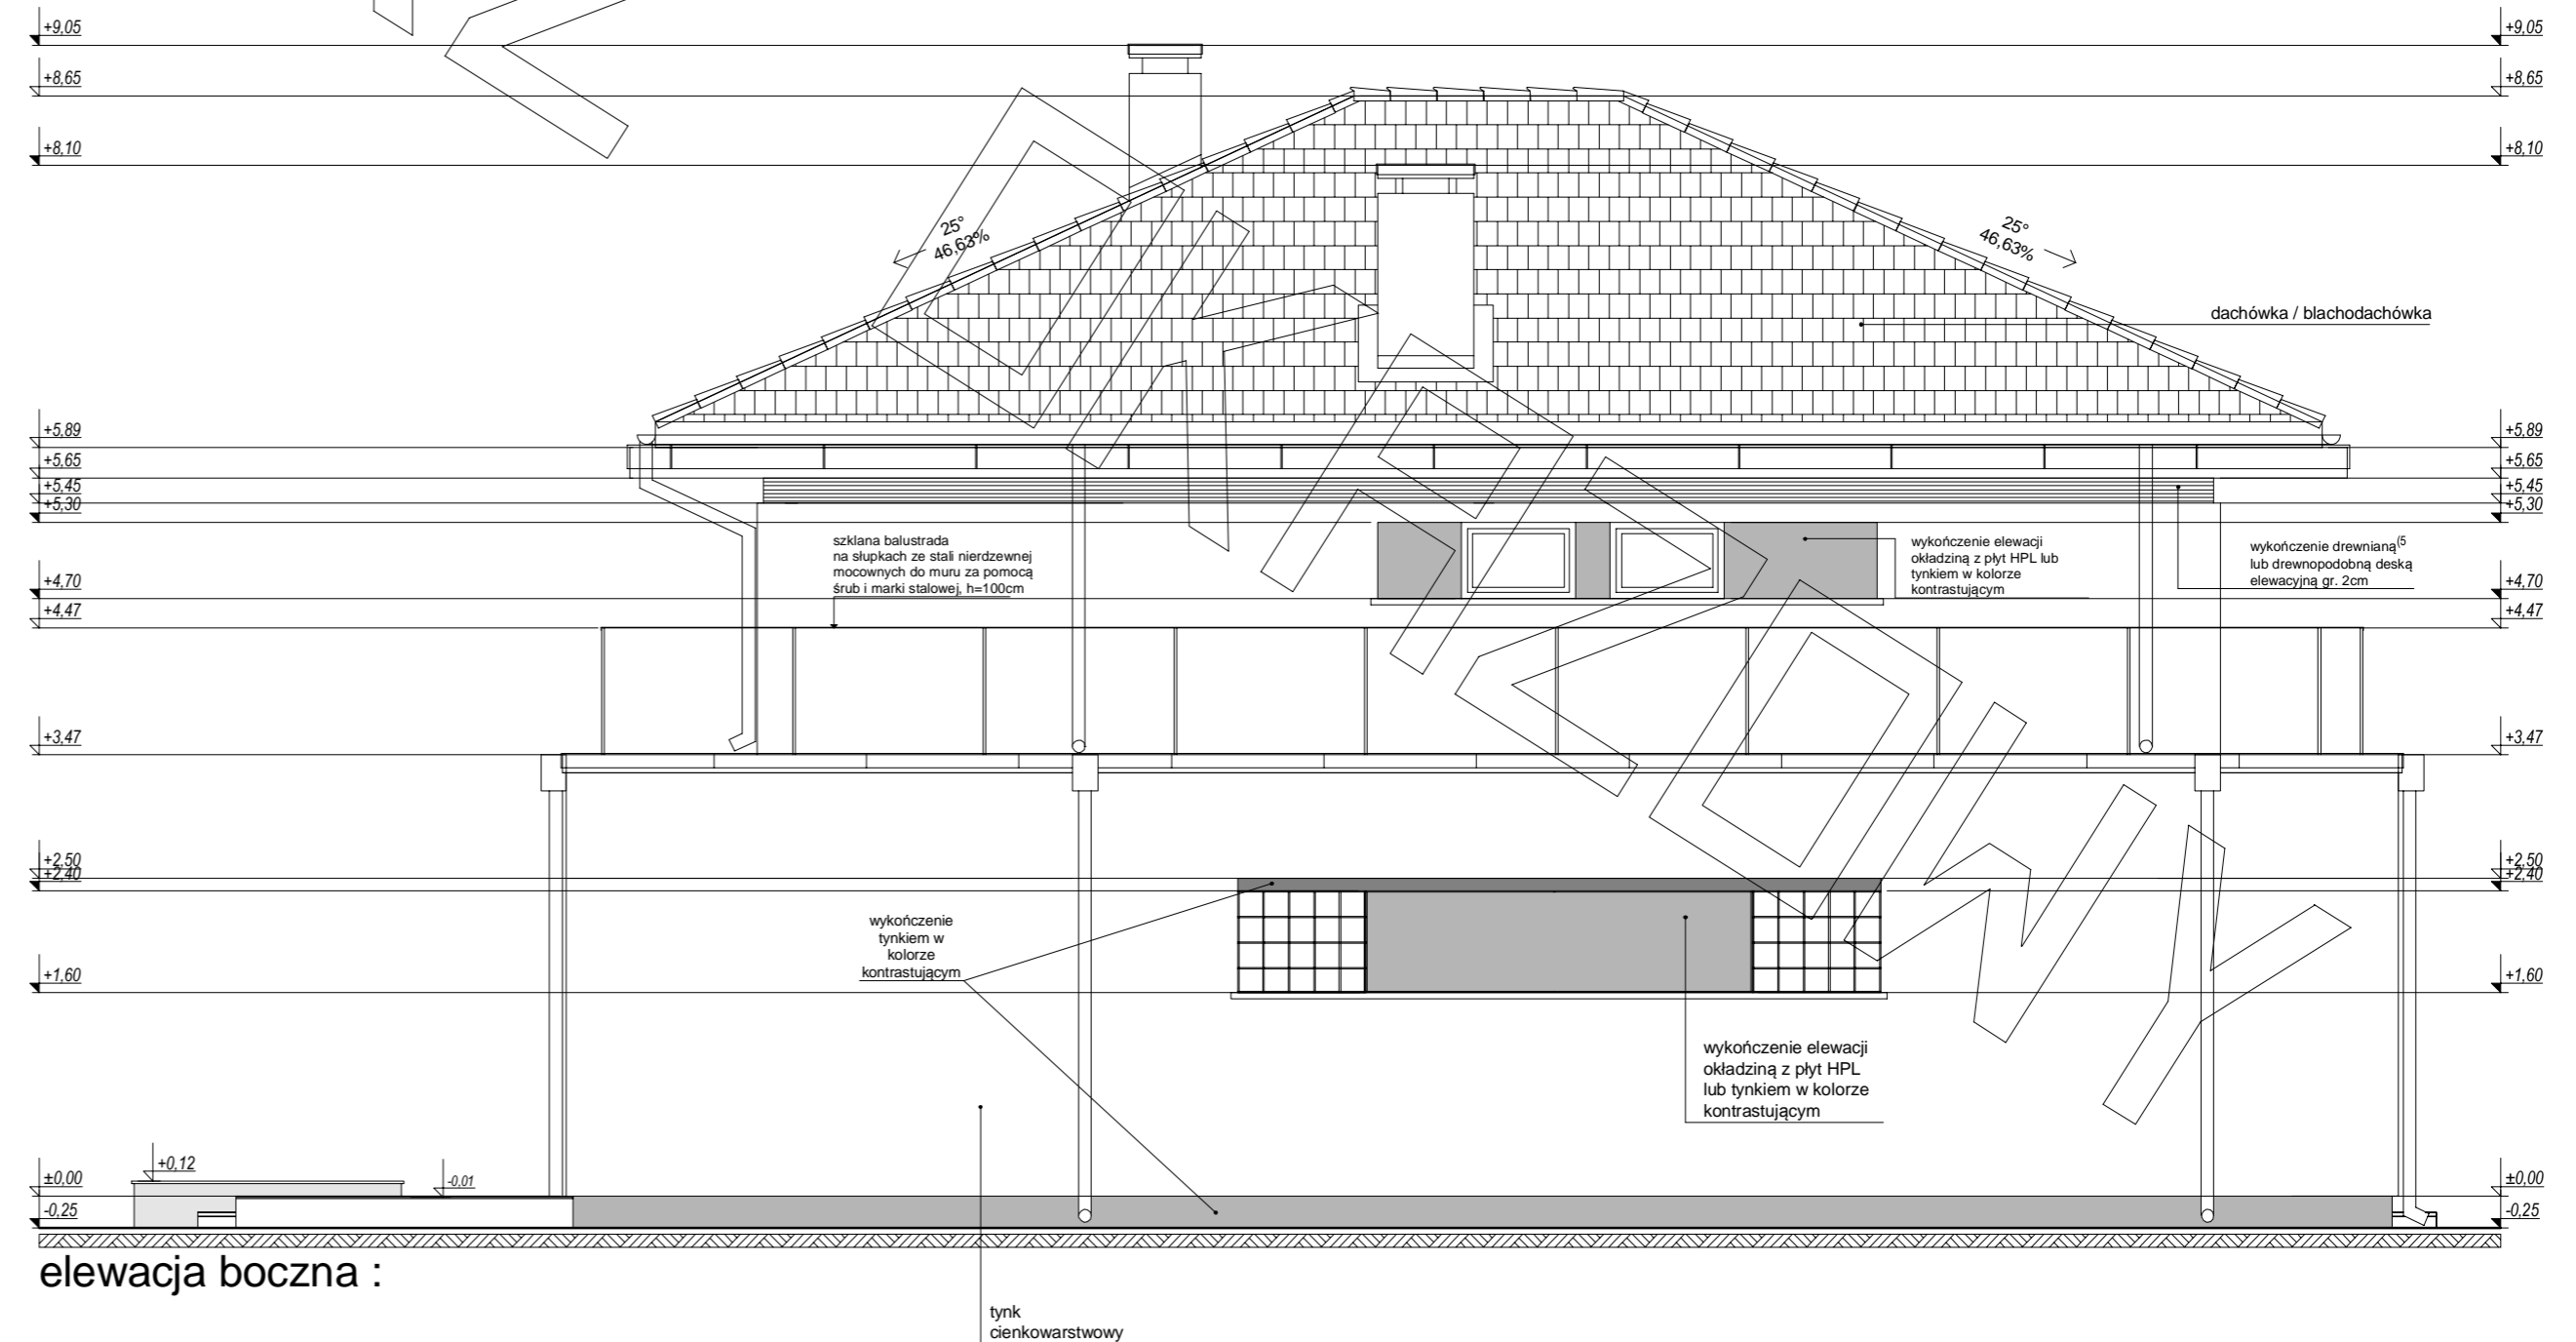 +9,05
+9,05
+8,65
+8,65
+8,10
+8,10
25°
46,63%
25°
46,63%
dachówka / blachodachówka
+5,89
+5,89
+5,65
+5,65
+5,45
+5,45
+5,30
+5,30
szklana balustrada
na słupkach ze stali nierdzewnej
mocownych do muru za pomocą
śrub i marki stalowej, h=100cm
wykończenie elewacji
okładziną z płyt HPL lub
tynkiem w kolorze
kontrastującym
wykończenie drewnianą(5
lub drewnopodobną deską
elewacyjną gr. 2cm
+4,70
+4,70
+4,47
+4,47
+3,47
+3,47
+2,50
+2,50
+2,40
+2,40
wykończenie
tynkiem w
kolorze
kontrastującym
+1,60
+1,60
wykończenie elewacji
okładziną z płyt HPL
lub tynkiem w kolorze
kontrastującym
+0,12
-0,01
±0,00
±0,00
-0,25
-0,25
elewacja boczna :
tynk
cienkowarstwowy